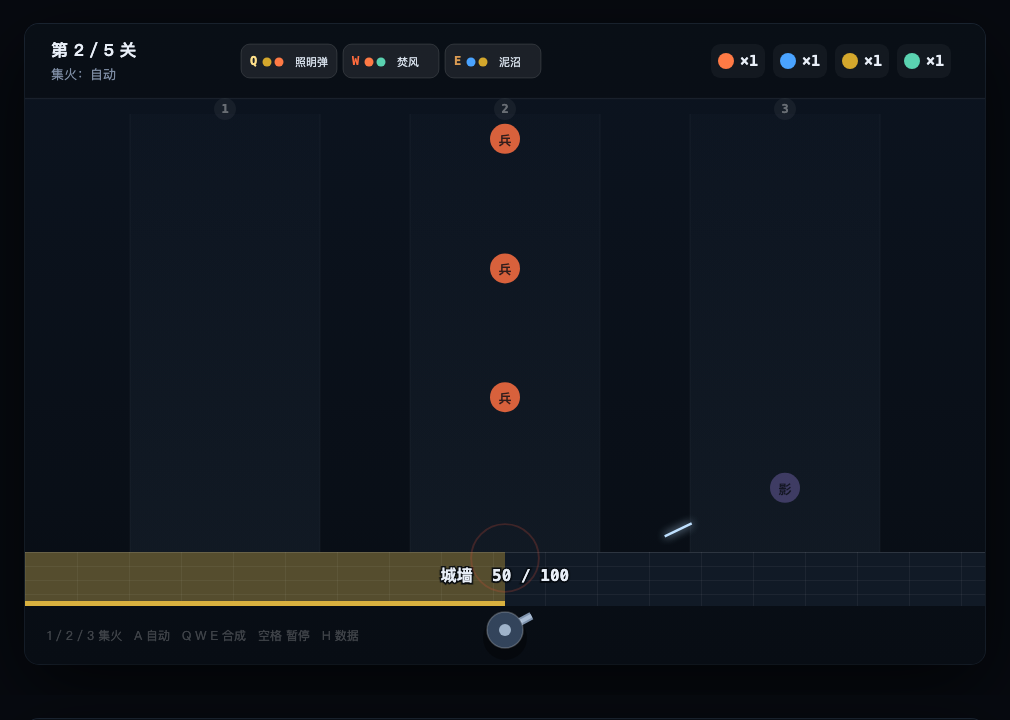 第 2 / 5 关
集火: 自动
Q 照明弹
W 焚风
E 泥沼
×1
×1
×1
×1
1
2
3
兵
兵
兵
影
城墙 50 / 100
1 / 2 / 3 集火 A 自动 Q W E 合成 空格 暂停 H 数据